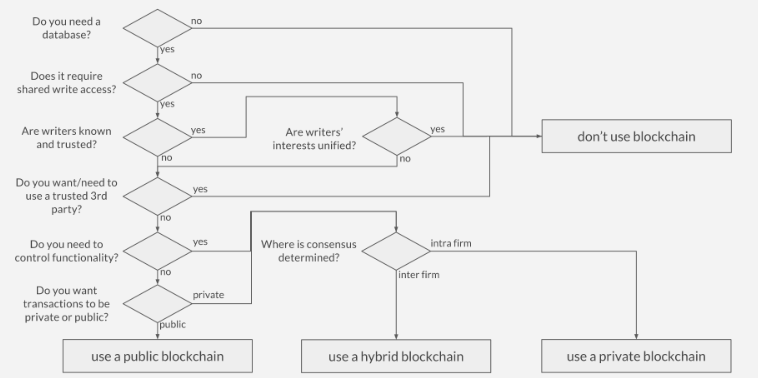 Do you need a
database?
no
yes
Does it require
shared write access?
no
yes
Are writers known
and trusted?
yes
no
Are writers'
interests unified?
yes
no
don't use blockchain
Do you want/need to
use a trusted 3rd
party?
yes
no
Do you need to
control functionality?
yes
no
Where is consensus
determined?
intra firm
inter firm
Do you want
transactions to be
private or public?
private
public
use a public blockchain
use a hybrid blockchain
use a private blockchain